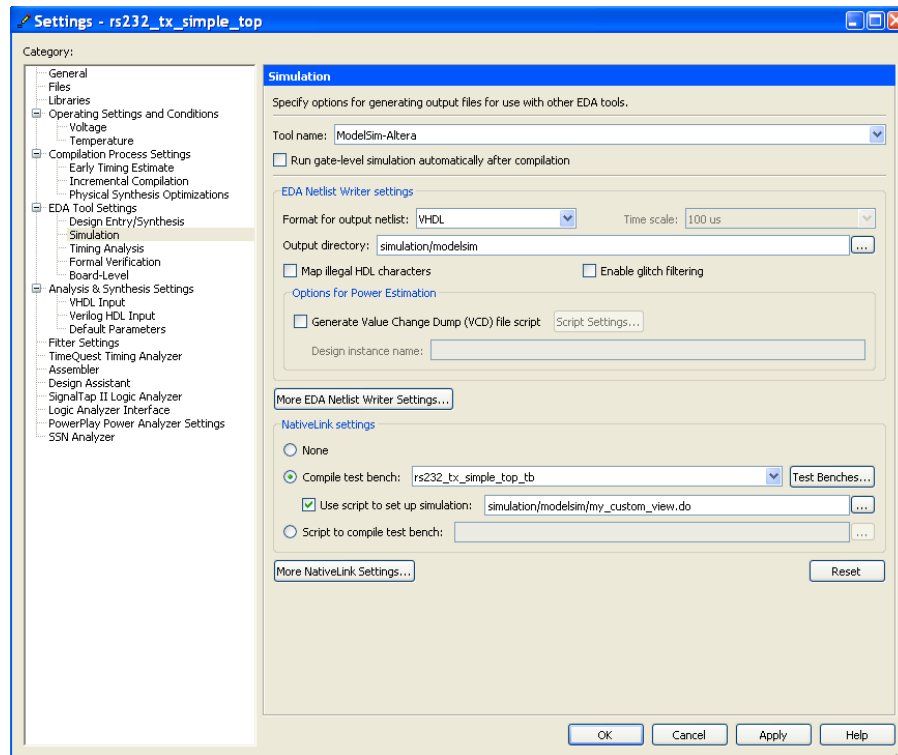 Settings - rs232_tx_simple_top
Category:
General
Files
Libraries
Operating Settings and Conditions
Voltage
Temperature
Compilation Process Settings
Early Timing Estimate
Incremental Compilation
Physical Synthesis Optimizations
EDA Tool Settings
Design Entry/Synthesis
Simulation
Timing Analysis
Formal Verification
Board-Level
Analysis & Synthesis Settings
VHDL Input
Verilog HDL Input
Default Parameters
Fitter Settings
TimeQuest Timing Analyzer
Assembler
Design Assistant
SignalTap II Logic Analyzer
Logic Analyzer Interface
PowerPlay Power Analyzer Settings
SSN Analyzer
Simulation
Specify options for generating output files for use with other EDA tools.
Tool name: ModelSim-Altera
Run gate-level simulation automatically after compilation
EDA Netlist Writer settings
Format for output netlist: VHDL Time scale: 100 us
Output directory: simulation/modelsim ...
Map illegal HDL characters Enable glitch filtering
Options for Power Estimation
Generate Value Change Dump (VCD) file script Script Settings...
Design instance name:
More EDA Netlist Writer Settings...
NativeLink settings
None
Compile test bench: rs232_tx_simple_top_tb Test Benches...
Use script to set up simulation: simulation/modelsim/my_custom_view.do ...
Script to compile test bench: ...
More NativeLink Settings... Reset
OK Cancel Apply Help